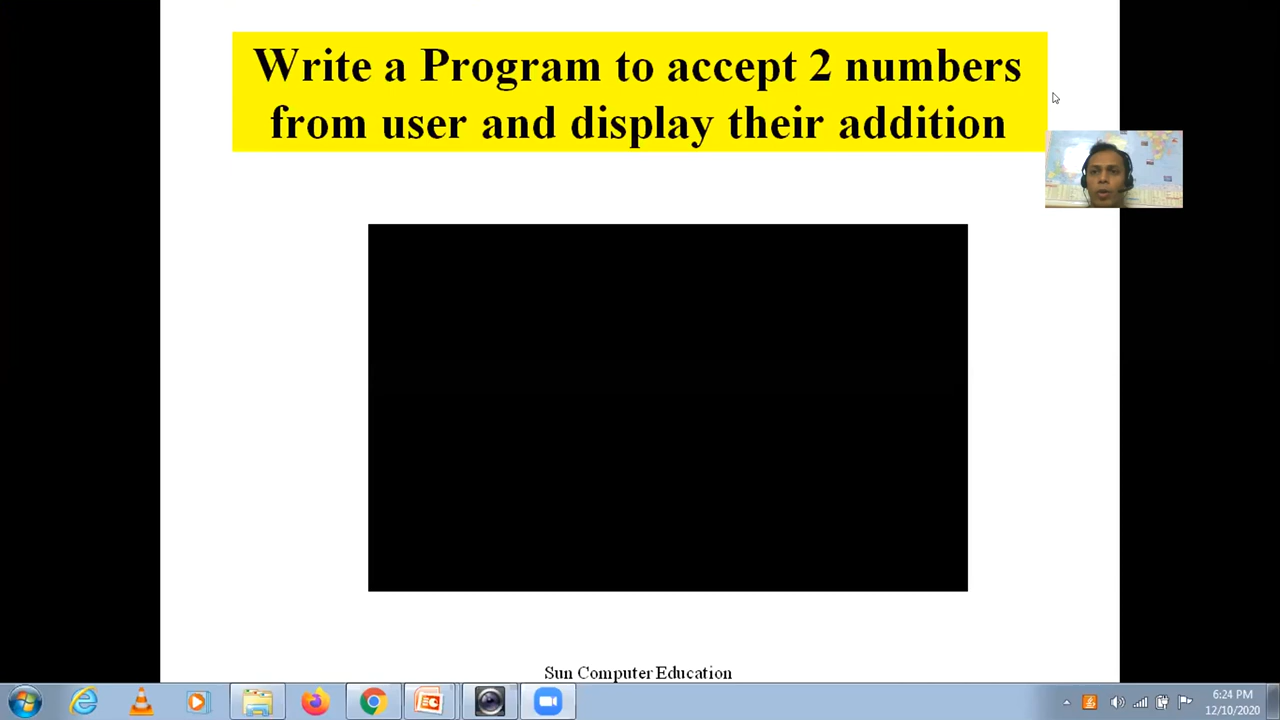 Write a Program to accept 2 numbers
from user and display their addition
Sun Computer Education
6:24 PM
12/10/2020